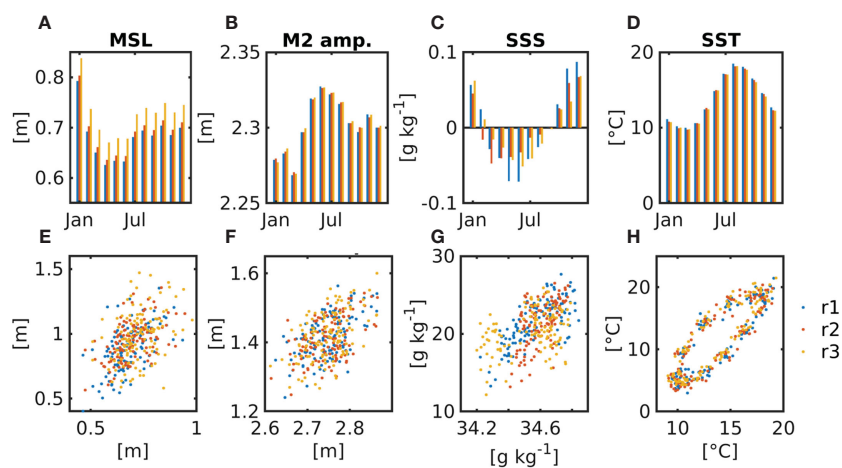 A B C D
MSL M2 amp. SSS SST
0.8
0.7
0.6
[m]
Jan Jul
2.35
2.3
2.25
[m]
Jan Jul
0.1
0
-0.1
[g kg⁻¹]
Jan Jul
20
10
0
[°C]
Jan Jul
E F G H
1.5
1
0.5
[m]
0.5 1
[m]
1.6
1.4
1.2
[m]
2.6 2.7 2.8
[m]
30
20
10
[g kg⁻¹]
34.2 34.6
[g kg⁻¹]
20
10
0
[°C]
10 15 20
[°C]
r1
r2
r3